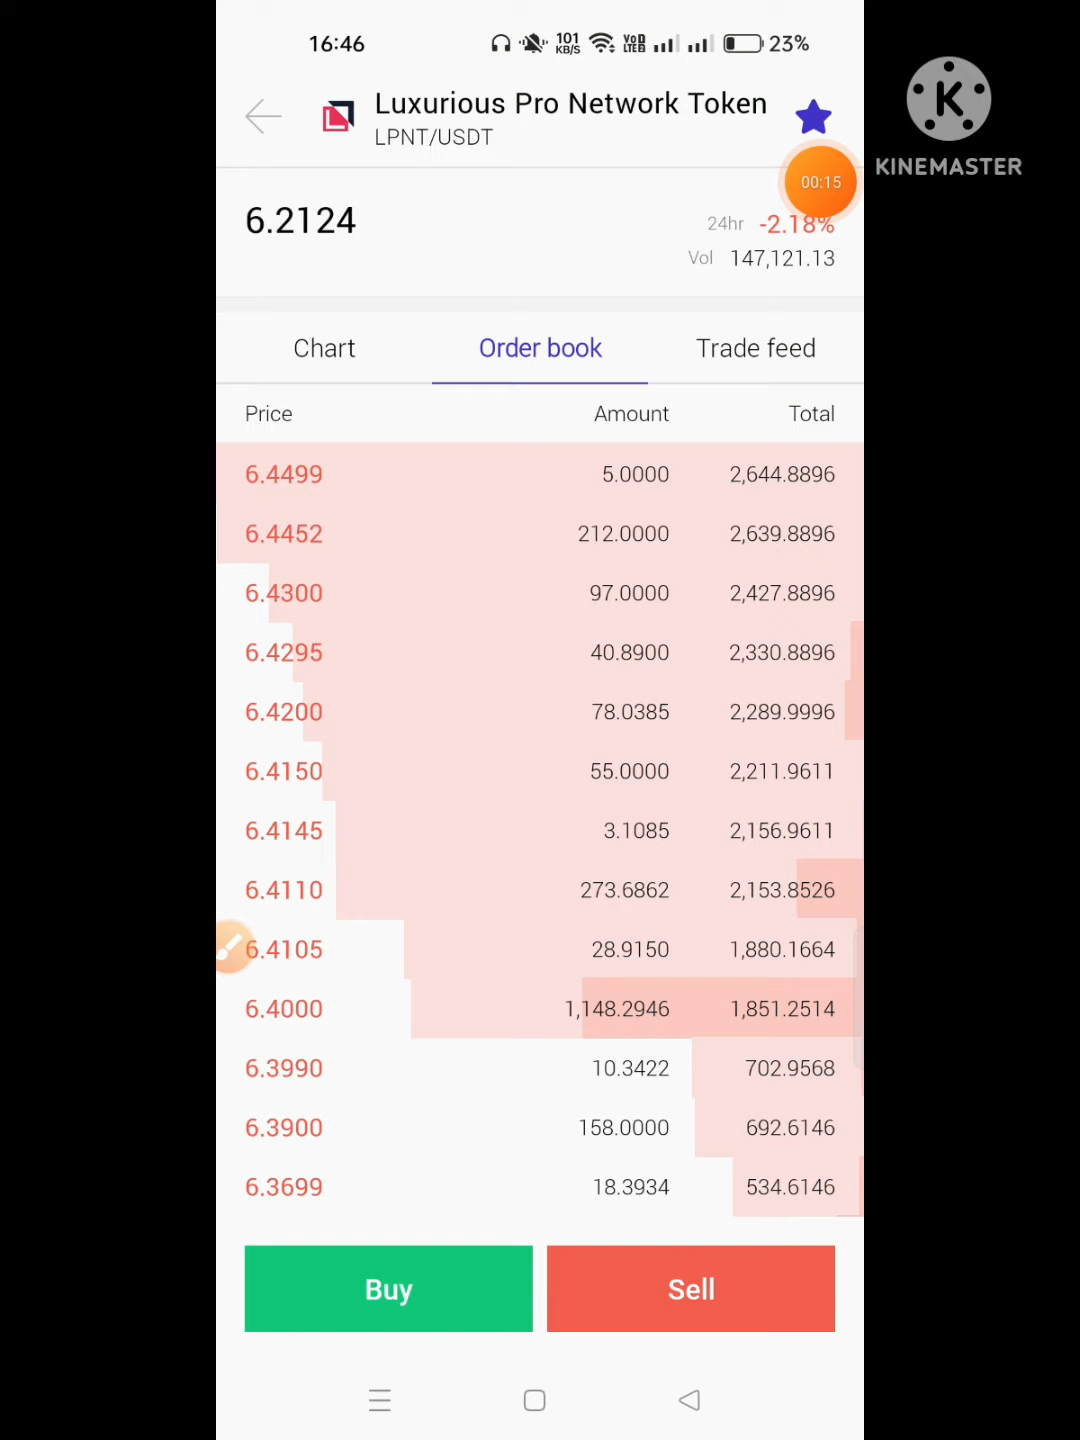 16:46 101 KB/S VoD LTE2 23%
K
KINEMASTER
Luxurious Pro Network Token
LPNT/USDT
00:15
6.2124
24hr -2.18%
Vol 147,121.13
Chart Order book Trade feed
Price Amount Total
6.4499 5.0000 2,644.8896
6.4452 212.0000 2,639.8896
6.4300 97.0000 2,427.8896
6.4295 40.8900 2,330.8896
6.4200 78.0385 2,289.9996
6.4150 55.0000 2,211.9611
6.4145 3.1085 2,156.9611
6.4110 273.6862 2,153.8526
6.4105 28.9150 1,880.1664
6.4000 1,148.2946 1,851.2514
6.3990 10.3422 702.9568
6.3900 158.0000 692.6146
6.3699 18.3934 534.6146
Buy Sell